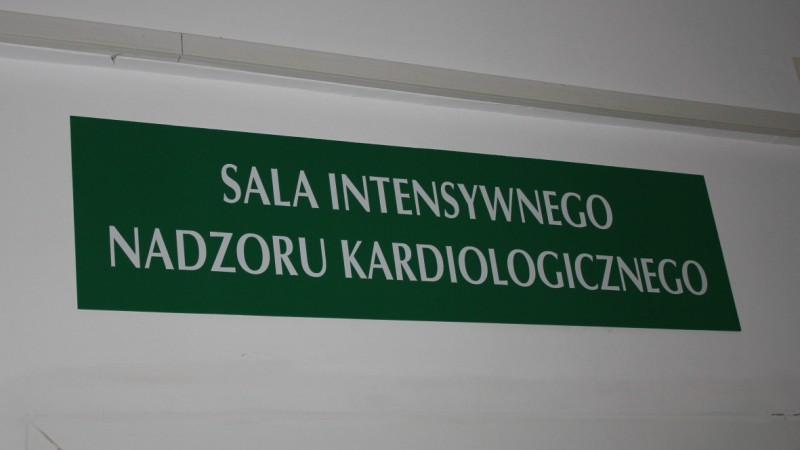 SALA INTENSYWNEGO
NADZORU KARDIOLOGICZNEGO